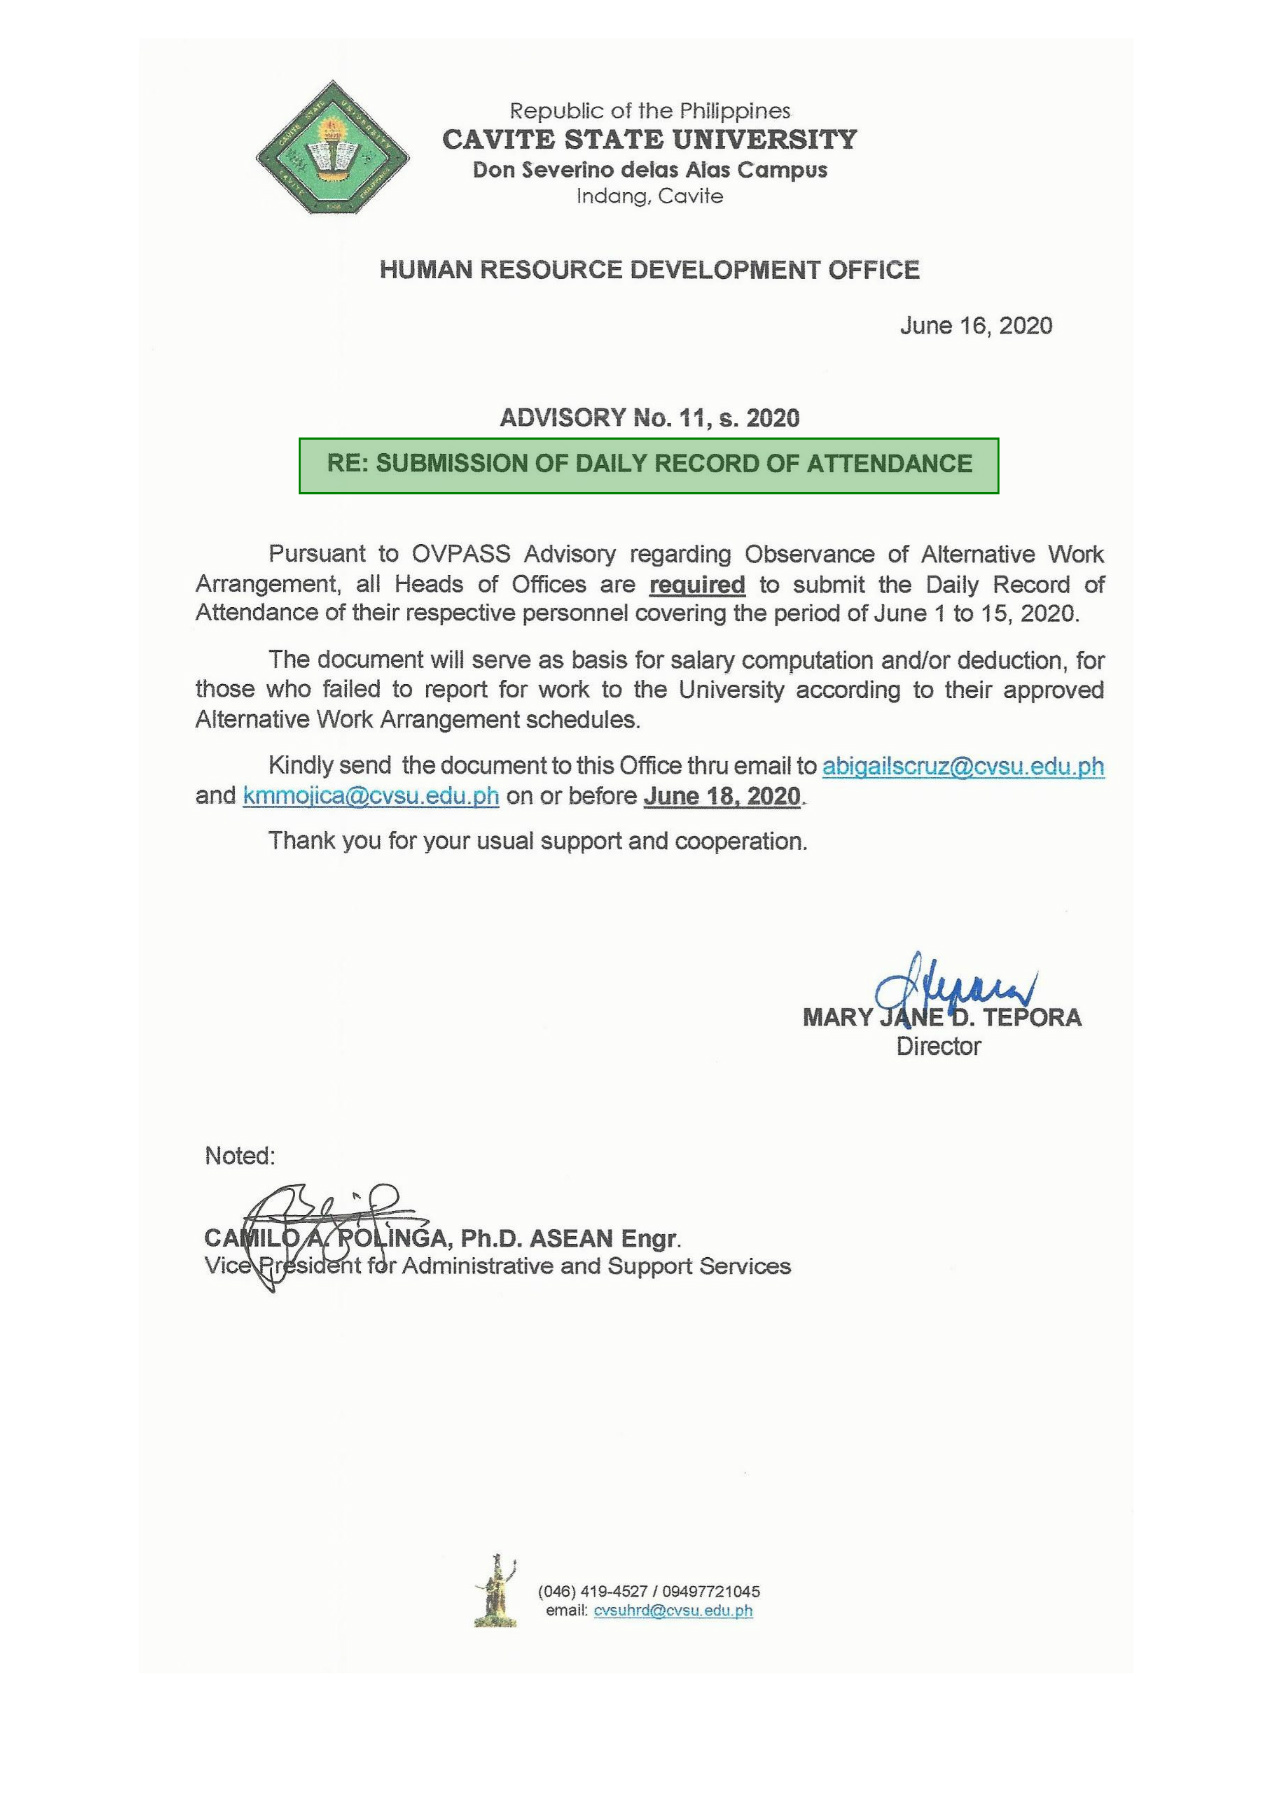 Republic of the Philippines
CAVITE STATE UNIVERSITY
Don Severino delas Alas Campus
Indang, Cavite
HUMAN RESOURCE DEVELOPMENT OFFICE
June 16, 2020
ADVISORY No. 11, s. 2020
RE: SUBMISSION OF DAILY RECORD OF ATTENDANCE
Pursuant to OVPASS Advisory regarding Observance of Alternative Work
Arrangement, all Heads of Offices are required to submit the Daily Record of
Attendance of their respective personnel covering the period of June 1 to 15, 2020.
The document will serve as basis for salary computation and/or deduction, for
those who failed to report for work to the University according to their approved
Alternative Work Arrangement schedules.
Kindly send the document to this Office thru email to abigailscruz@cvsu.edu.ph
and kmmojica@cvsu.edu.ph on or before June 18, 2020.
Thank you for your usual support and cooperation.
MARY JANE D. TEPORA
Director
Noted:
CAMILO A. POLINGA, Ph.D. ASEAN Engr.
Vice President for Administrative and Support Services
(046) 419-4527 / 09497721045
email: cvsuhrd@cvsu.edu.ph